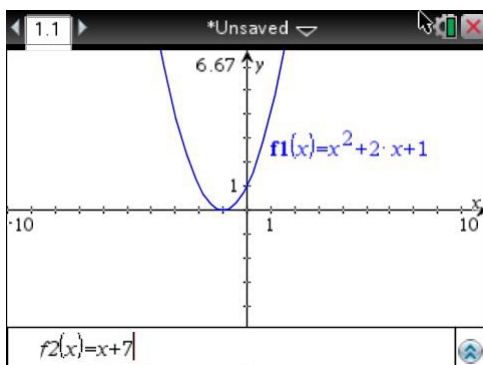 1.1 *Unsaved
6.67 y
f1(x)=x²+2·x+1
1
x
-10 1 10
f2(x)=x+7